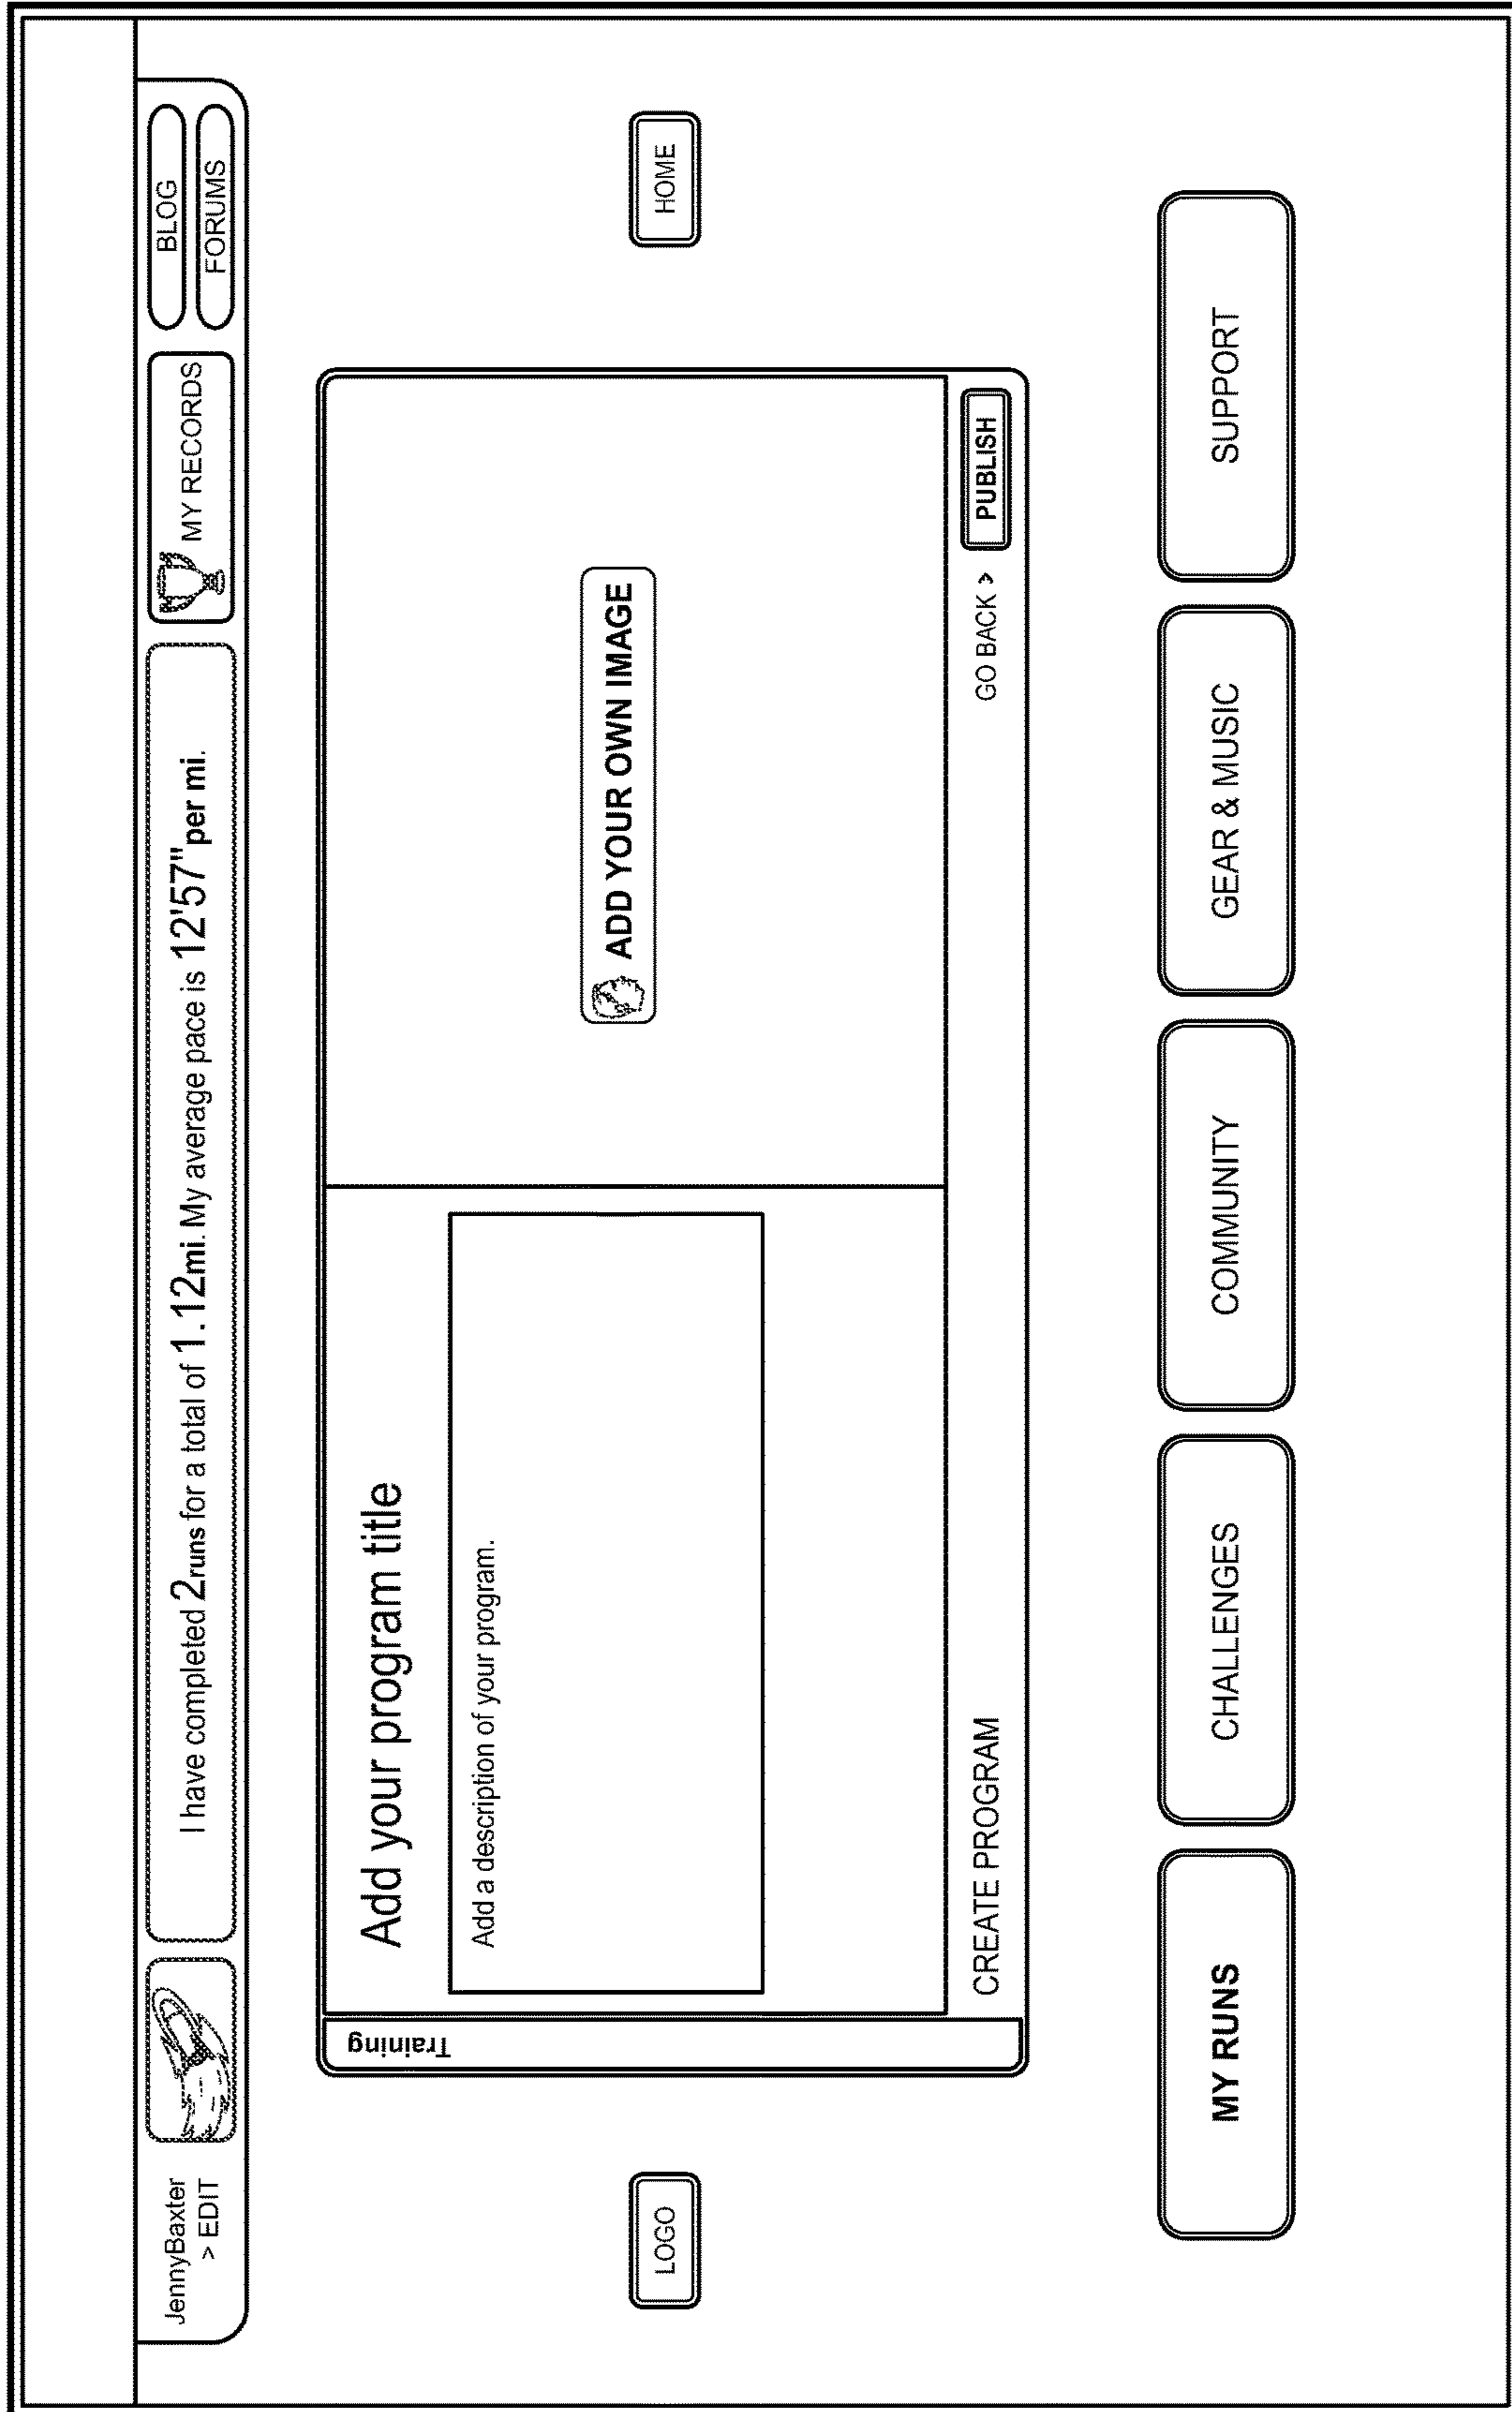 JennyBaxter
> EDIT
I have completed 2runs for a total of 1.12mi. My average pace is 12'57"per mi.
MY RECORDS
BLOG
FORUMS
LOGO
Training
Add your program title
Add a description of your program.
ADD YOUR OWN IMAGE
CREATE PROGRAM
GO BACK >
PUBLISH
HOME
MY RUNS
CHALLENGES
COMMUNITY
GEAR & MUSIC
SUPPORT